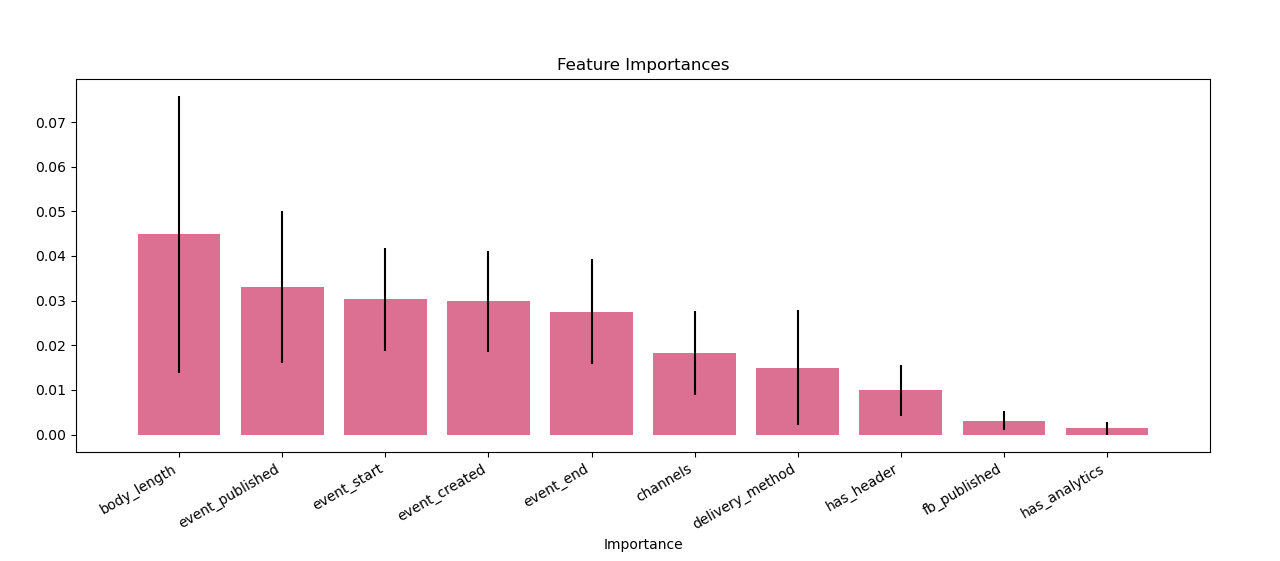 Feature Importances
0.07
0.06
0.05
0.04
0.03
0.02
0.01
0.00
body_length
event_published
event_start
event_created
event_end
channels
delivery_method
has_header
fb_published
has_analytics
Importance